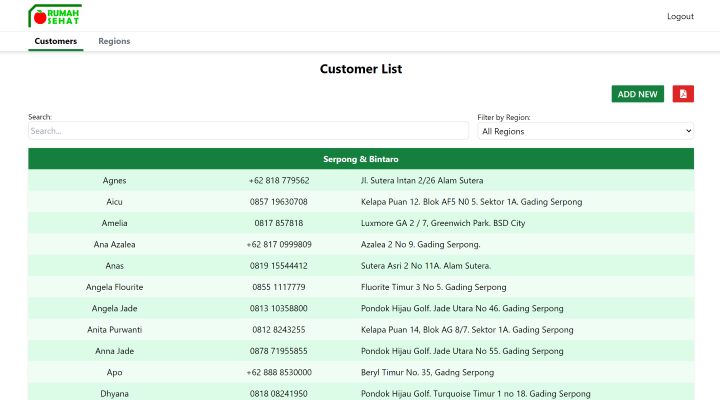 RUMAH
SEHAT
Logout
Customers Regions
Customer List
ADD NEW
Search:
Filter by Region:
Search...
All Regions
Serpong & Bintaro
Agnes +62 818 779562 Jl. Sutera Intan 2/26 Alam Sutera
Aicu 0857 19630708 Kelapa Puan 12. Blok AF5 N0 5. Sektor 1A. Gading Serpong
Amelia 0817 857818 Luxmore GA 2 / 7, Greenwich Park. BSD City
Ana Azalea +62 817 0999809 Azalea 2 No 9. Gading Serpong.
Anas 0819 15544412 Sutera Asri 2 No 11A. Alam Sutera.
Angela Flourite 0855 1117779 Fluorite Timur 3 No 5. Gading Serpong
Angela Jade 0813 10358800 Pondok Hijau Golf. Jade Utara No 46. Gading Serpong
Anita Purwanti 0812 8243255 Kelapa Puan 14, Blok AG 8/7. Sektor 1A. Gading Serpong
Anna Jade 0878 71955855 Pondok Hijau Golf. Jade Utara No 55. Gading Serpong
Apo +62 888 8530000 Beryl Timur No. 35, Gadng Serpong
Dhyana 0818 08241950 Pondok Hijau Golf. Turquoise Timur 1 no 18. Gading Serpong